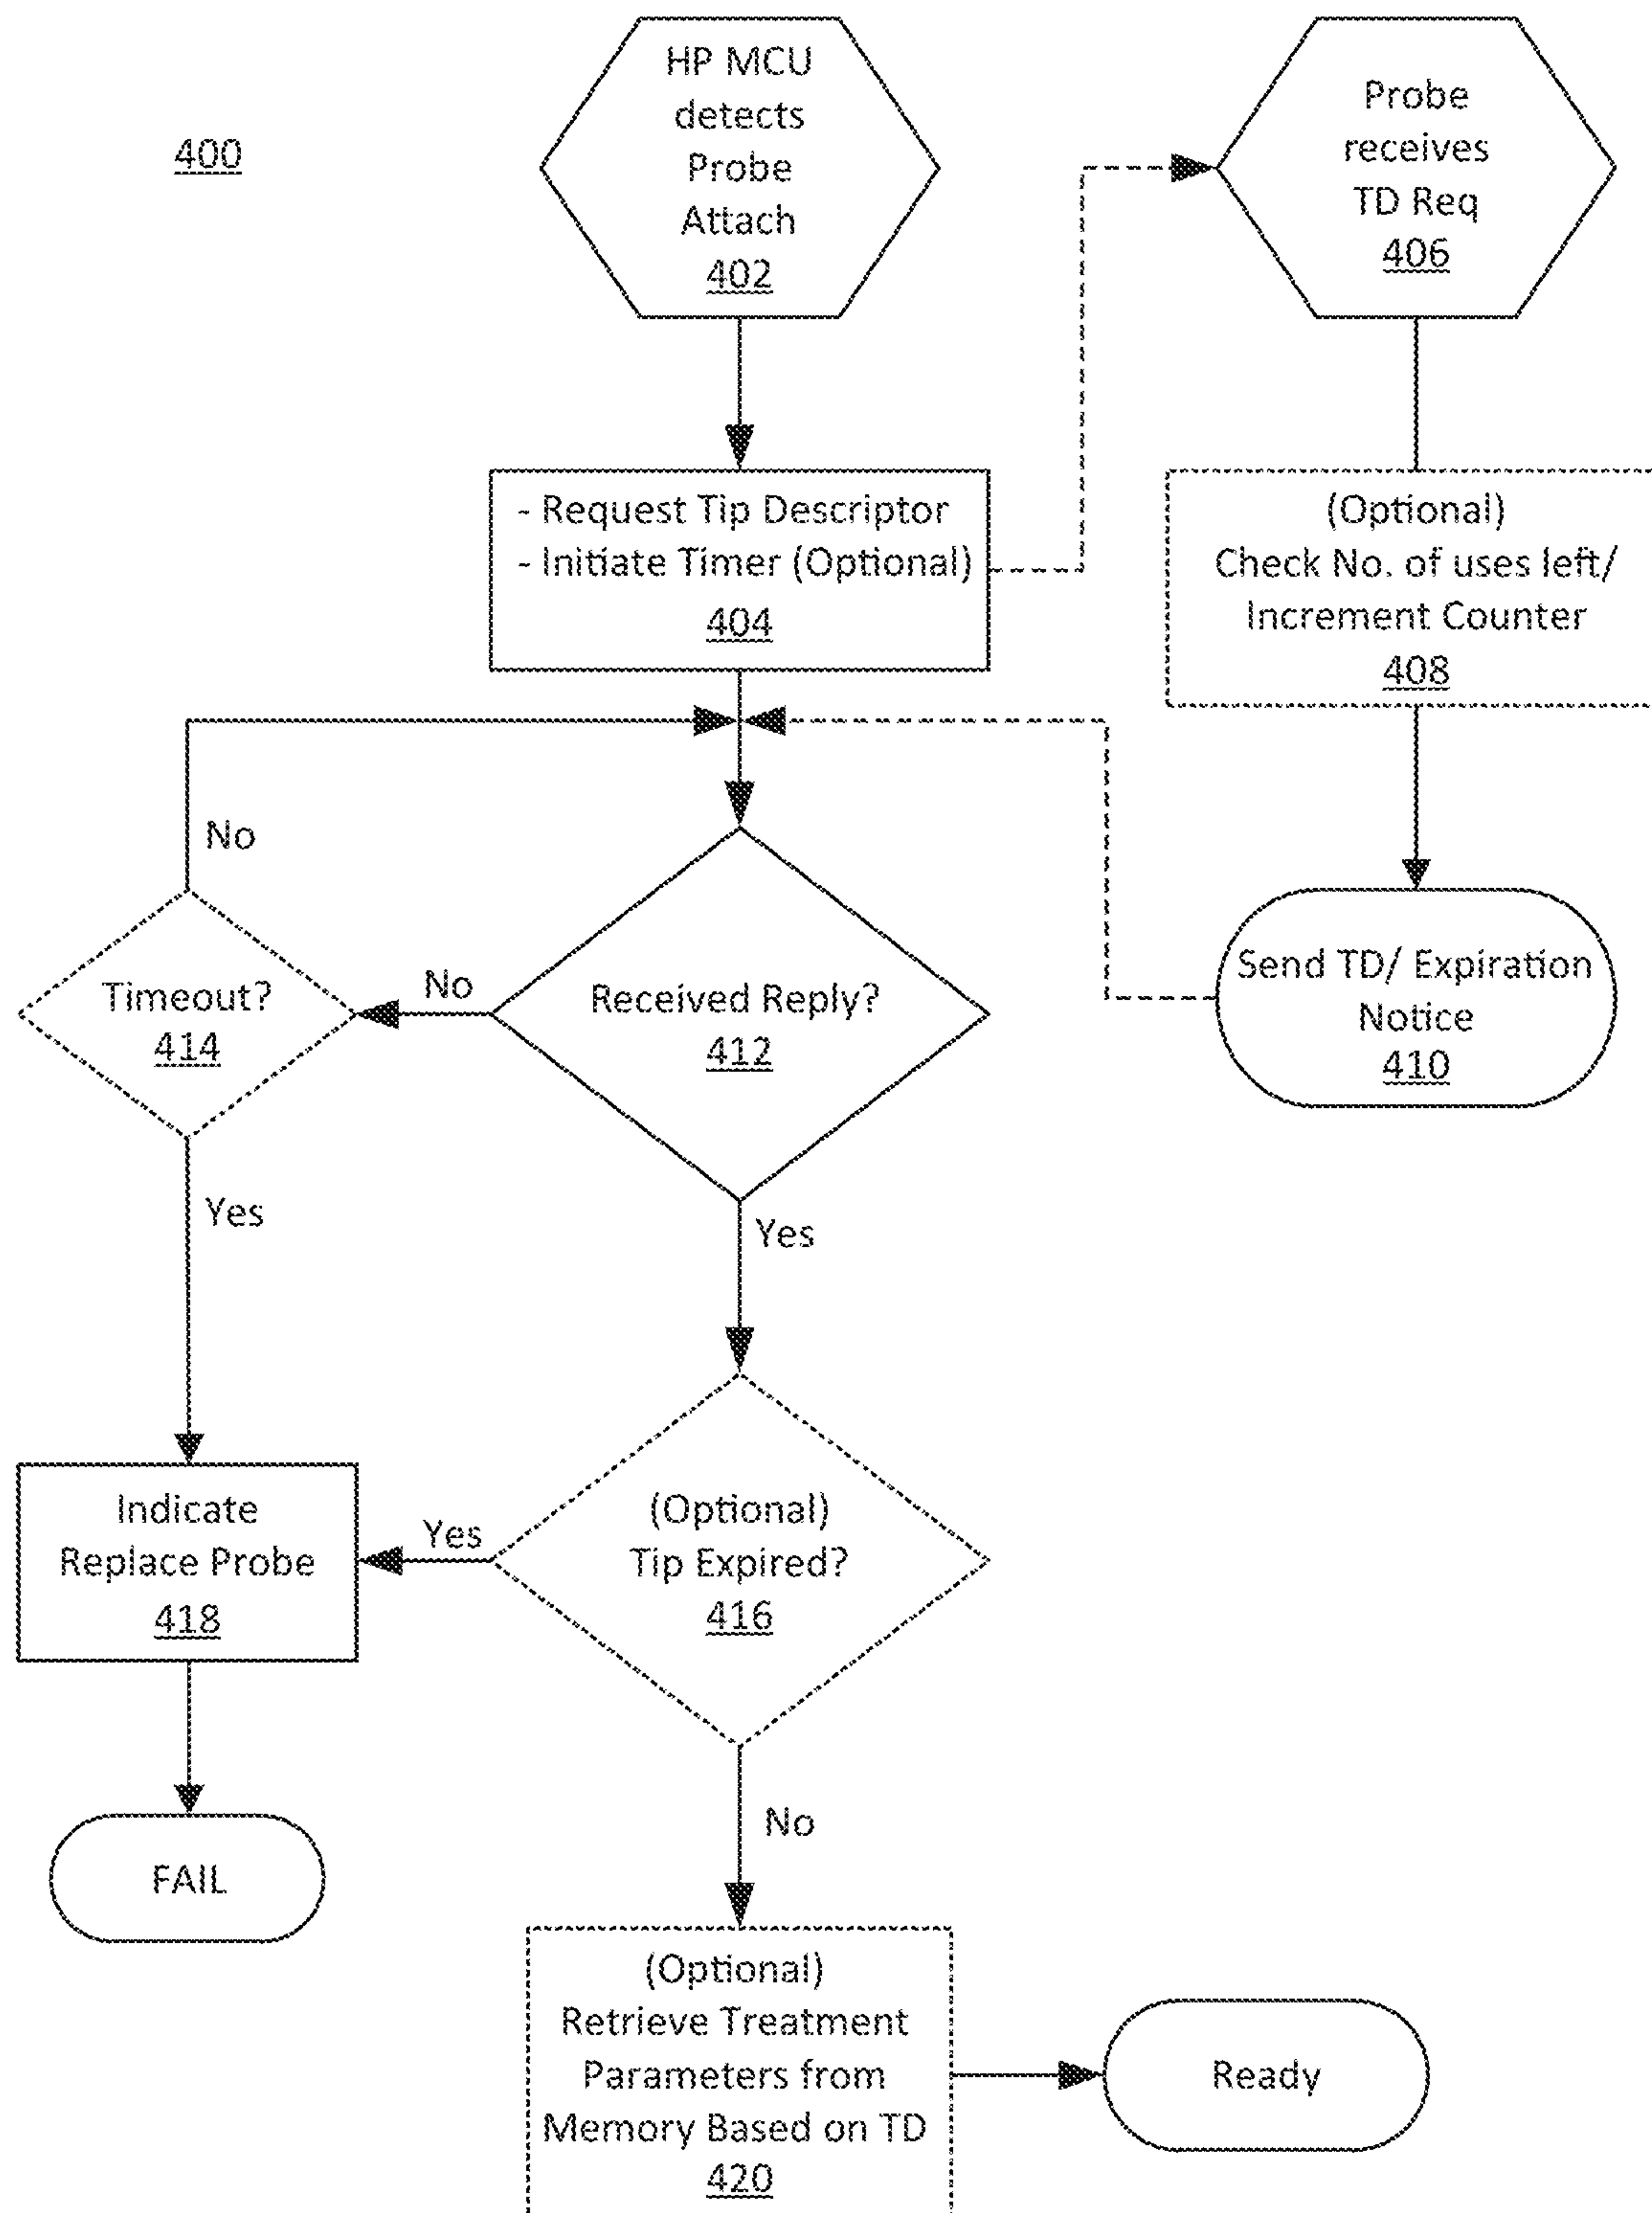 400
HP MCU
detects
Probe
Attach
402
Probe
receives
TD Req
406
- Request Tip Descriptor
- Initiate Timer (Optional)
404
(Optional)
Check No. of uses left/
Increment Counter
408
No
Timeout?
414
No
Received Reply?
412
Send TD/ Expiration
Notice
410
Yes
Yes
Indicate
Replace Probe
418
Yes
(Optional)
Tip Expired?
416
No
FAIL
(Optional)
Retrieve Treatment
Parameters from
Memory Based on TD
420
Ready